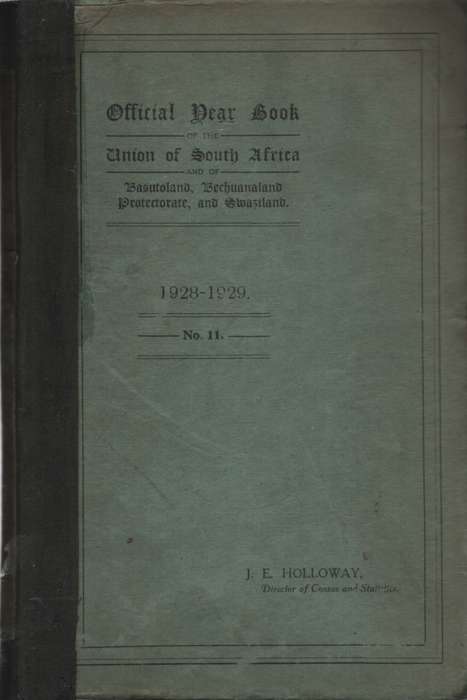 Official Year Book
OF THE
Union of South Africa
AND OF
Basutoland, Bechuanaland
Protectorate, and Swaziland.
1928-1929.
No. 11.
J. E. HOLLOWAY,
Director of Census and Statistics.